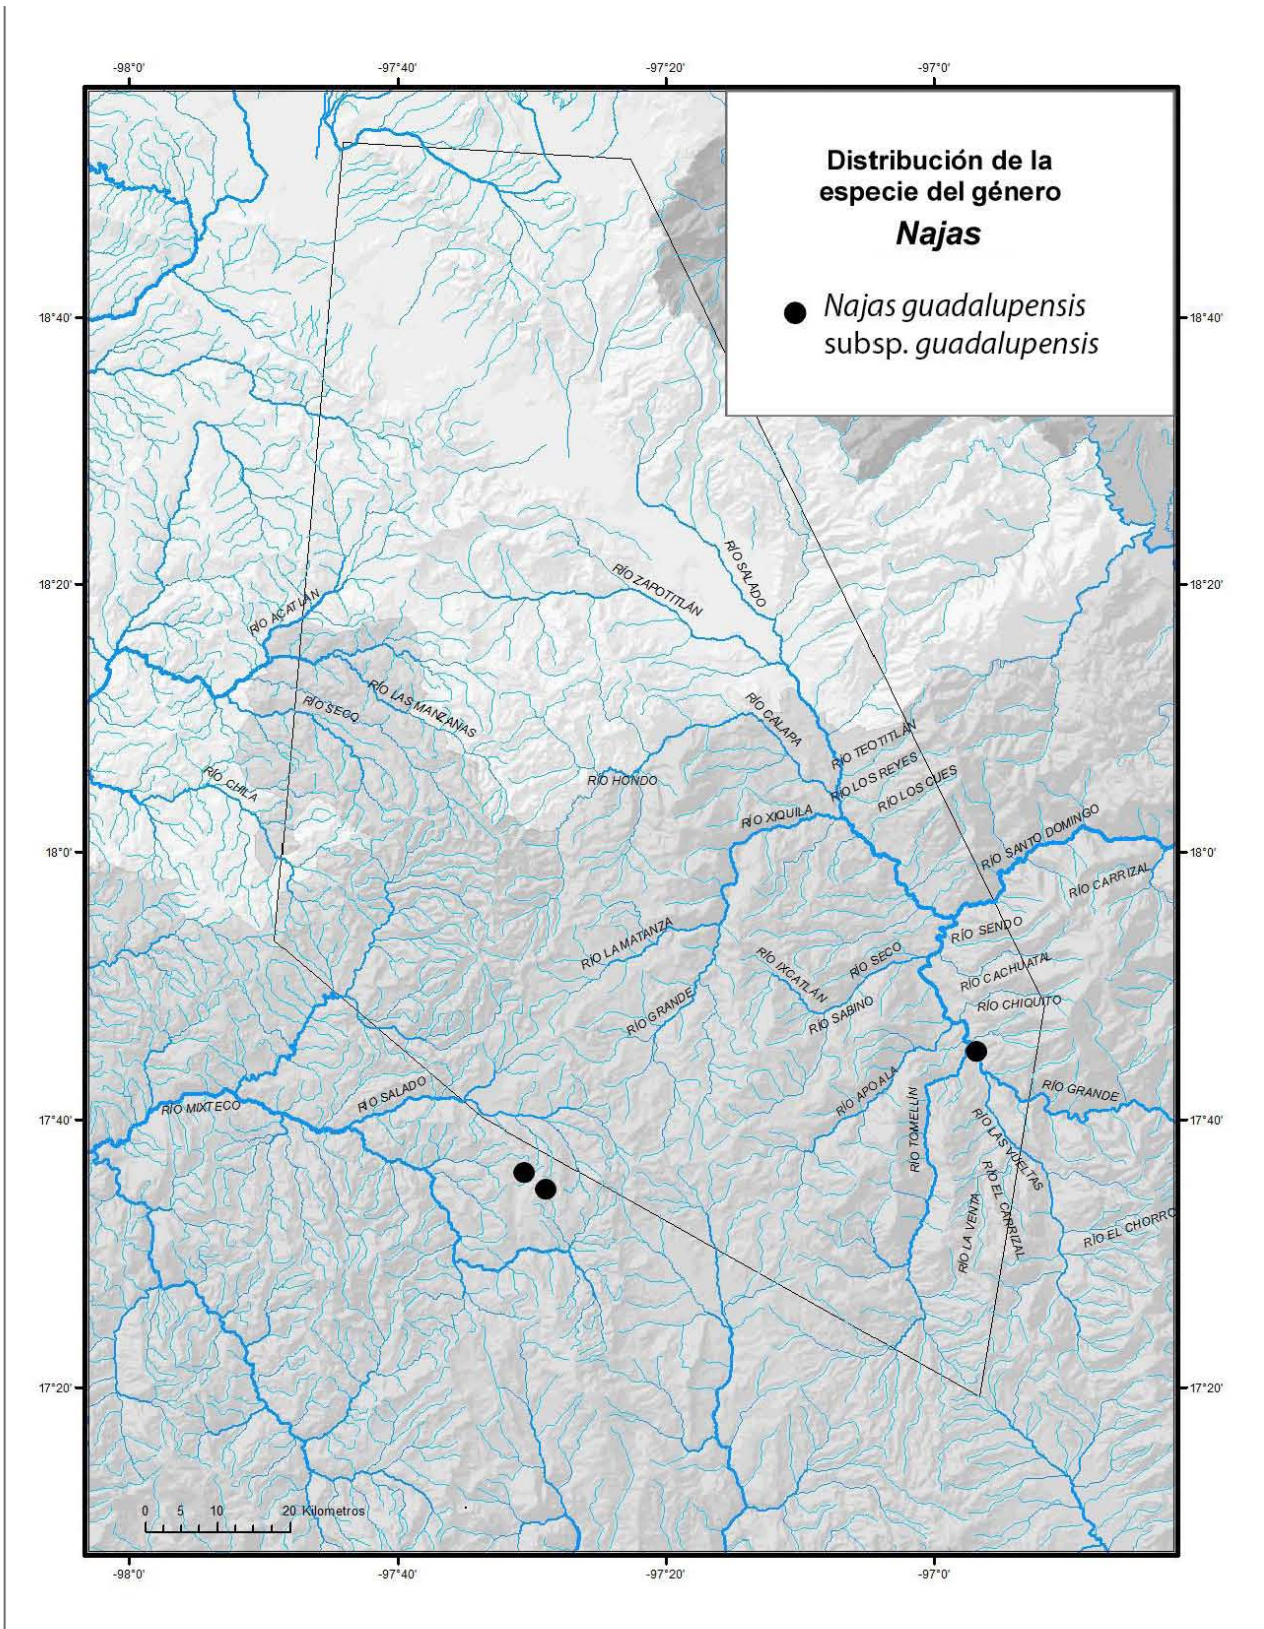 -98°0'
-97°40'
-97°20'
-97°0'
Distribución de la
especie del género
Najas
Najas guadalupensis
subsp. guadalupensis
18°40'
18°40'
RÍO SALADO
RÍO ZAPOTITLÁN
18°20'
18°20'
RÍO ACATLÁN
RÍO LAS MANZANAS
RÍO SECO
RÍO CALAPA
RÍO TEOTITLÁN
RÍO CHILA
RÍO HONDO
RÍO LOS REYES
RÍO LOS CUES
RÍO XIQUILA
RÍO SANTO DOMINGO
18°0'
18°0'
RÍO CARRIZAL
RÍO LA MATANZA
RÍO SENDO
RÍO IXCATLÁN
RÍO SECO
RÍO CACHUATAL
RÍO GRANDE
RÍO SABINO
RÍO CHIQUITO
RÍO APOALA
RÍO SALADO
RÍO MIXTECO
RÍO GRANDE
17°40'
17°40'
RÍO TOMELLÍN
RÍO LAS VUELTAS
RÍO EL CARRIZAL
RÍO LA VENTA
RÍO EL CHORRO
17°20'
17°20'
0 5 10 20 Kilometros
-98°0'
-97°40'
-97°20'
-97°0'